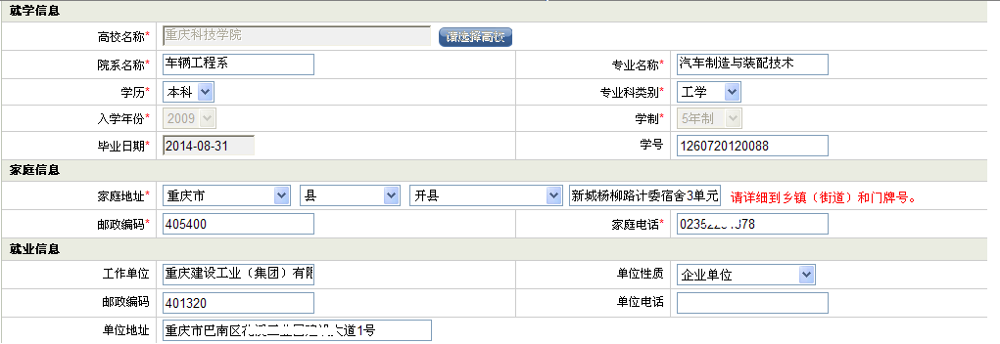 就学信息
高校名称* 重庆科技学院 请选择高校
院系名称* 车辆工程系 专业名称* 汽车制造与装配技术
学历* 本科 专业科类别* 工学
入学年份* 2009 学制* 5年制
毕业日期* 2014-08-31 学号 1260720120088
家庭信息
家庭地址* 重庆市 县 开县 新城杨柳路计委宿舍3单元 请详细到乡镇（街道）和门牌号。
邮政编码* 405400 家庭电话*
就业信息
工作单位 重庆建设工业（集团）有限 单位性质 企业单位
邮政编码 401320 单位电话
单位地址 重庆市巴南区 大道1号